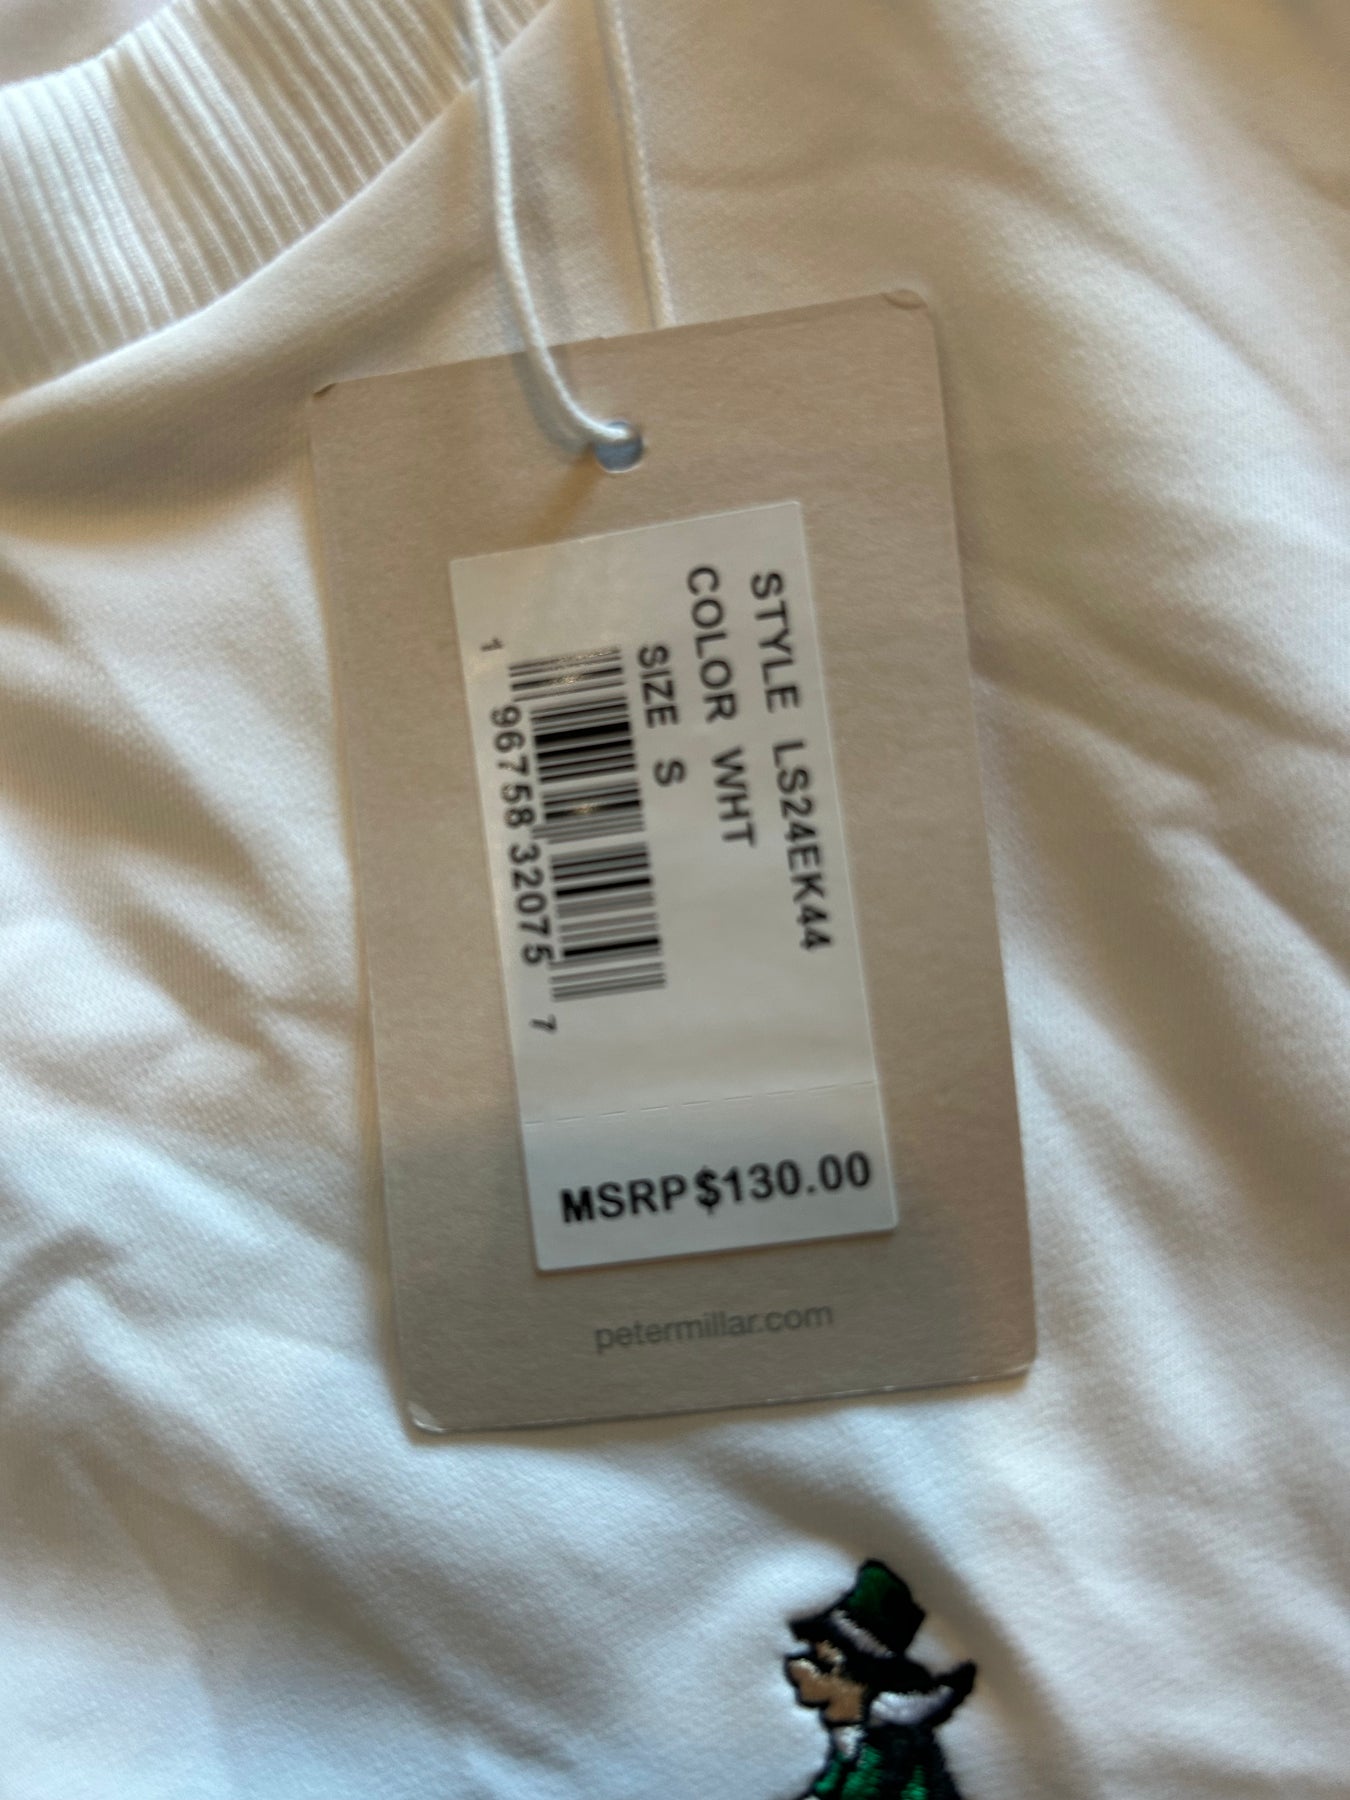 STYLE LS24EK44
COLOR WHT
SIZE S
1 96758 32075 7
MSRP $130.00
petermillar.com